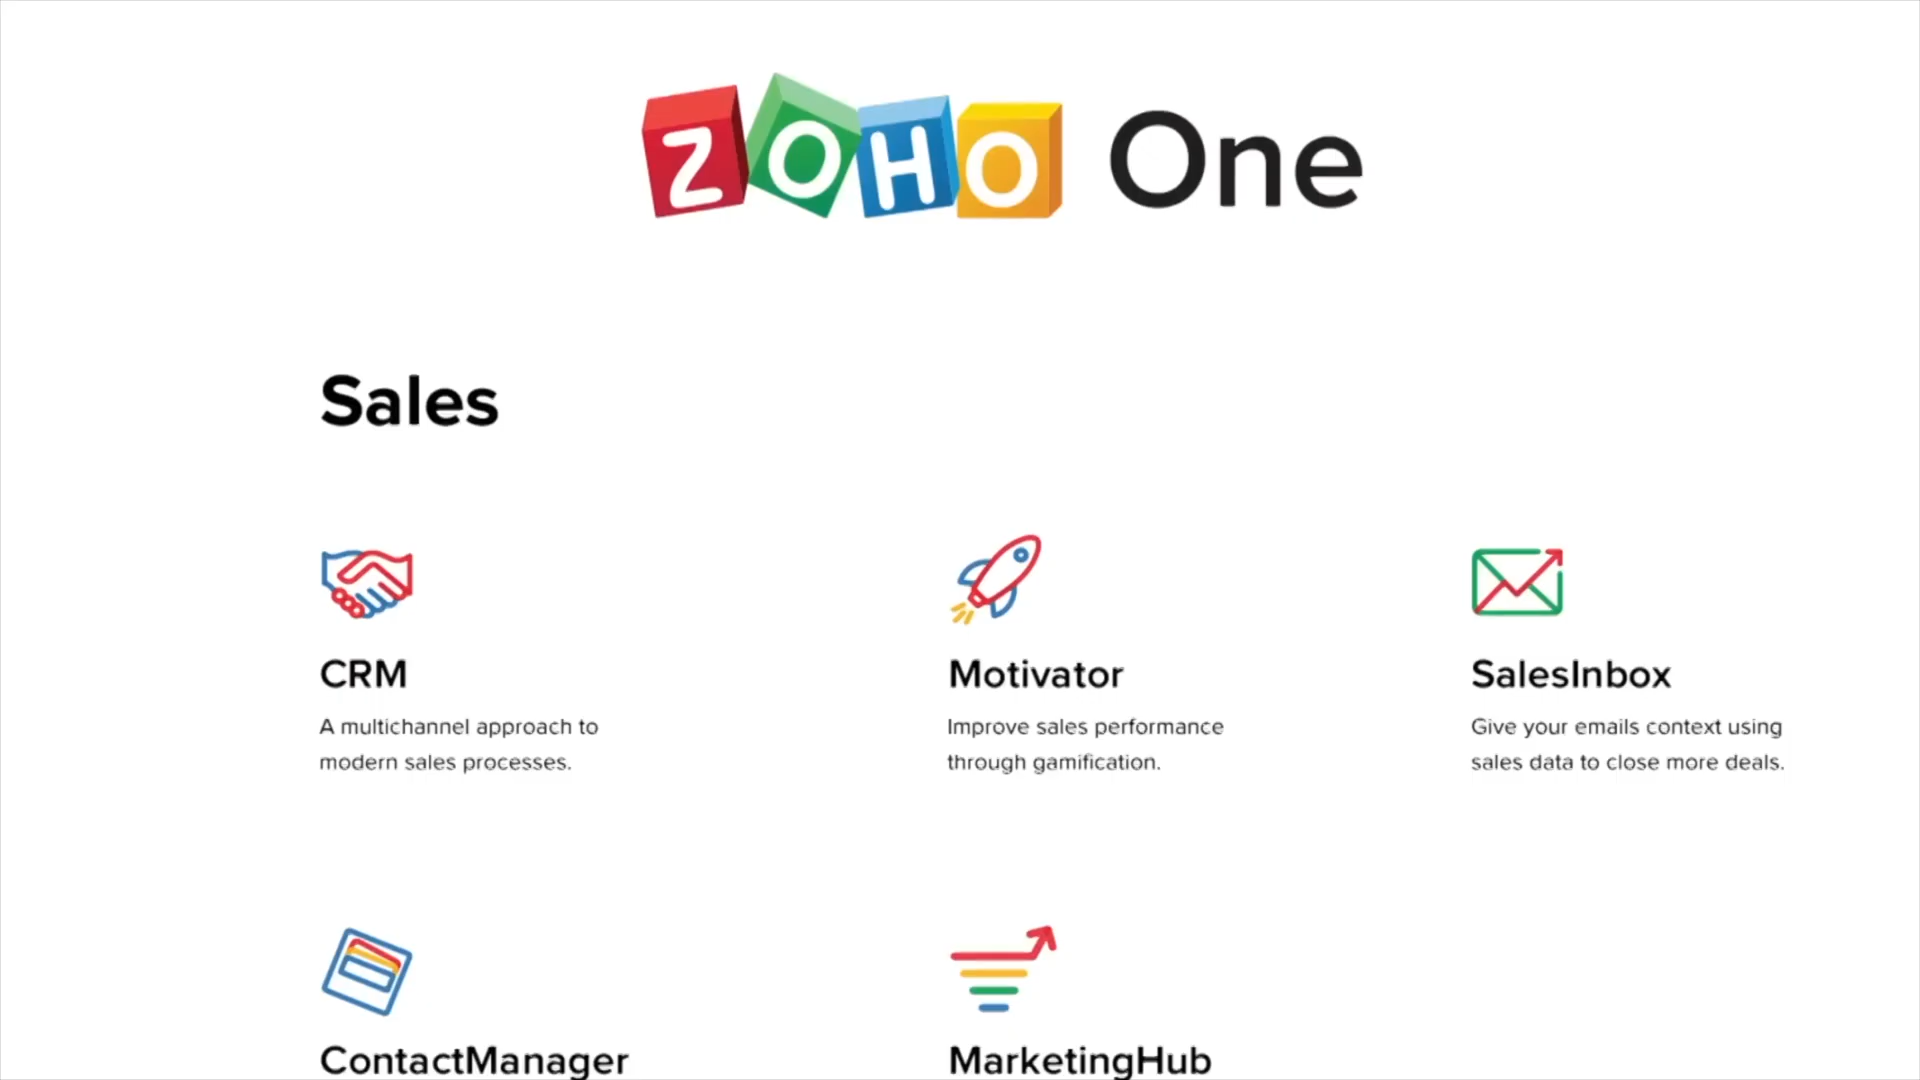 ZOHO One
Sales
CRM
A multichannel approach to
modern sales processes.
Motivator
Improve sales performance
through gamification.
SalesInbox
Give your emails context using
sales data to close more deals.
ContactManager
MarketingHub